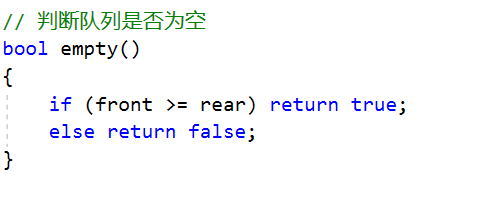 // 判断队列是否为空
bool empty()
{
    if (front >= rear) return true;
    else return false;
}